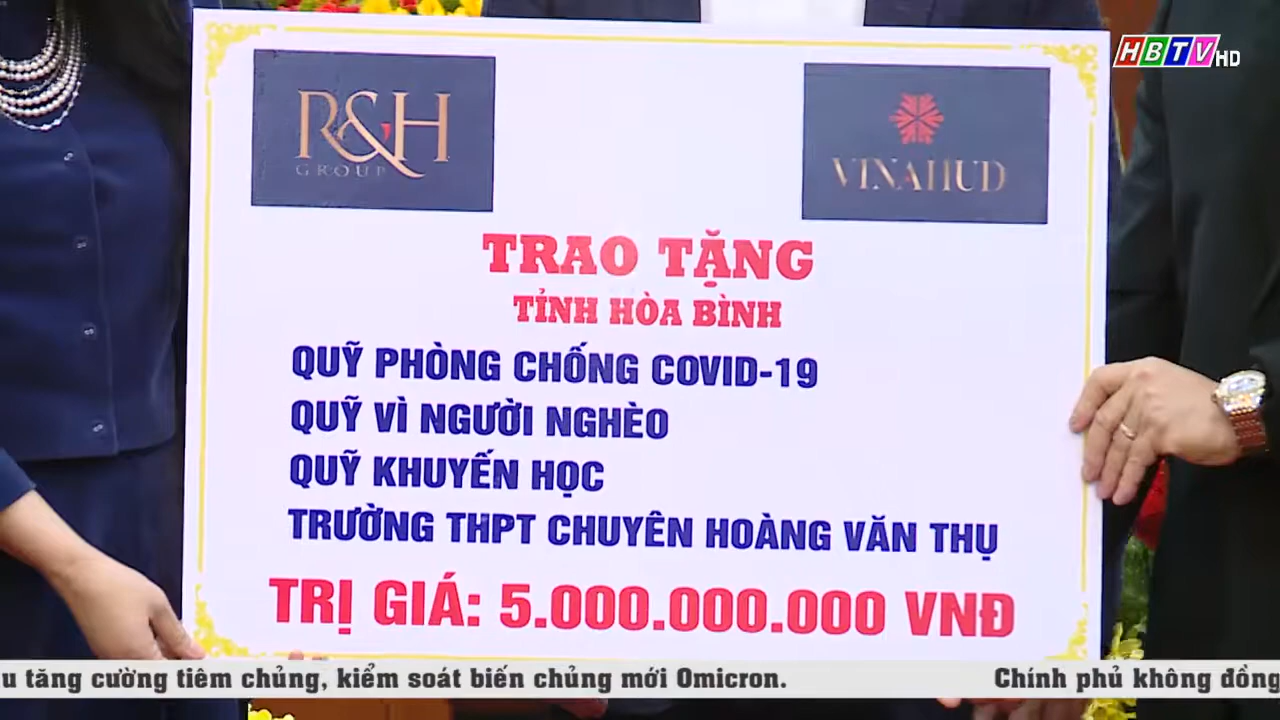 HBTV HD
R&H
GROUP
VINAHUD
TRAO TẶNG
TỈNH HÒA BÌNH
QUỸ PHÒNG CHỐNG COVID-19
QUỸ VÌ NGƯỜI NGHÈO
QUỸ KHUYẾN HỌC
TRƯỜNG THPT CHUYÊN HOÀNG VĂN THỤ
TRỊ GIÁ: 5.000.000.000 VNĐ
tăng cường tiêm chủng, kiểm soát biến chủng mới Omicron. Chính phủ không đồng